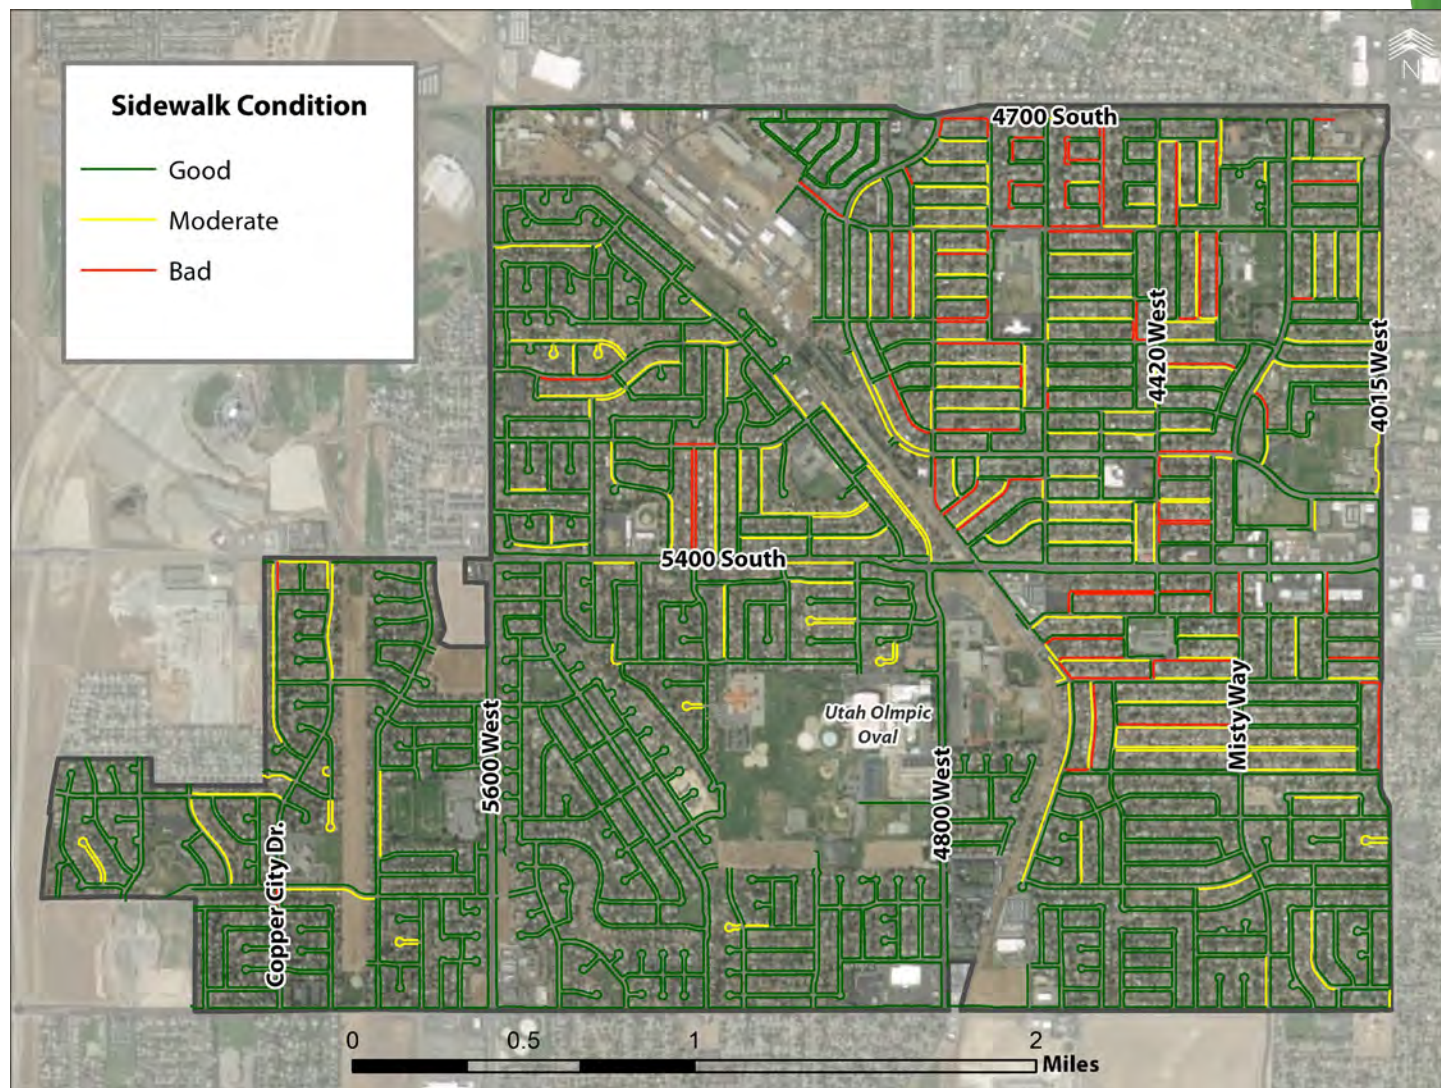 Sidewalk Condition
Good
Moderate
Bad
N
4700 South
4420 West
4015 West
5400 South
Misty Way
5600 West
Utah Olmpic
Oval
4800 West
Copper City Dr.
0 0.5 1 2
Miles